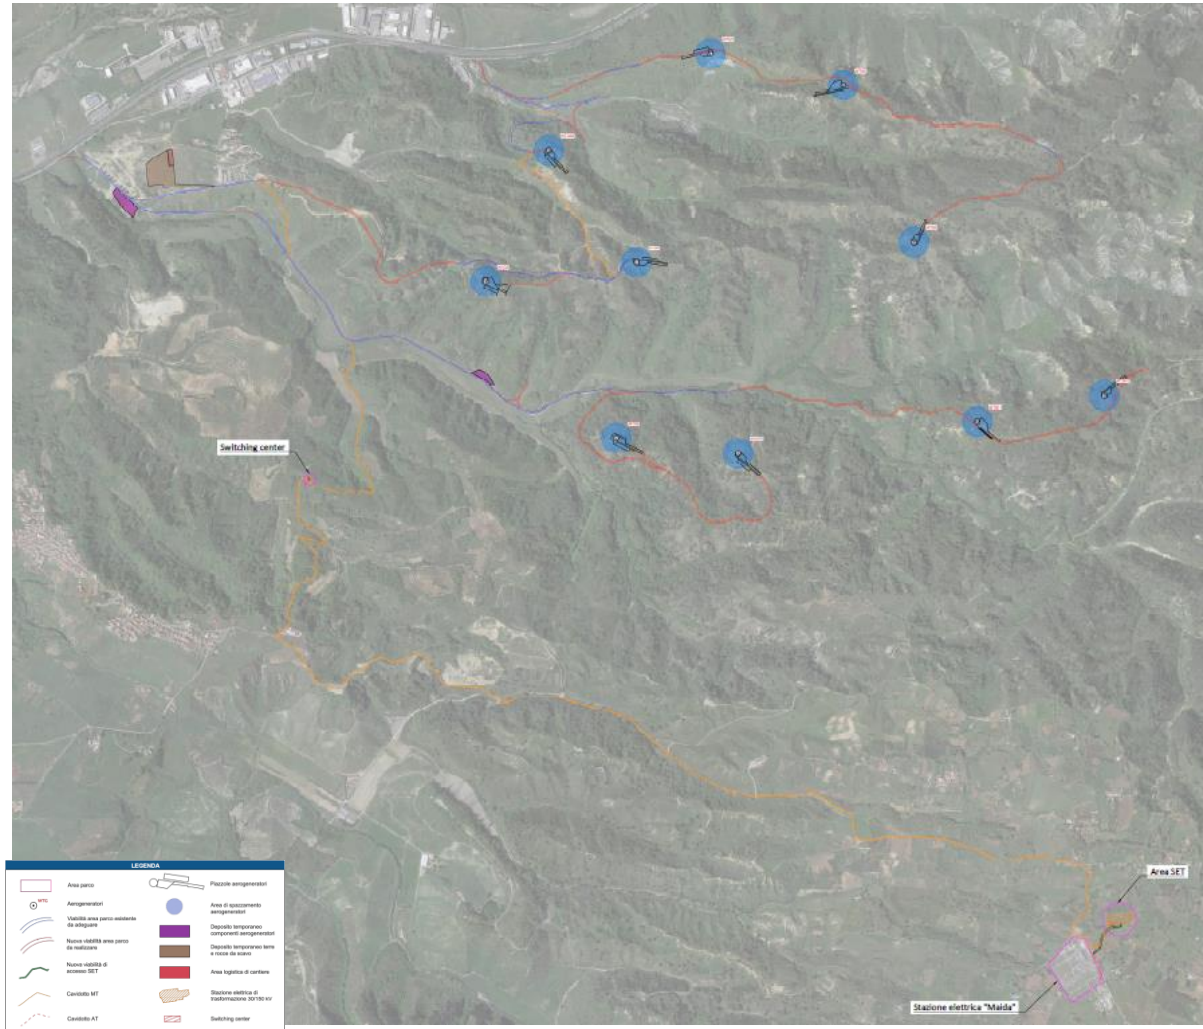 Switching center
Area SET
Stazione elettrica "Maida"
LEGENDA
Area parco
Piazzole aerogeneratori
WTG
Aerogeneratori
Area di spazzamento
aerogeneratori
Viabilità area parco esistente
da adeguare
Deposito temporaneo
componenti aerogeneratori
Nuova viabilità area parco
da realizzare
Deposito temporaneo terre
e rocce da scavo
Nuova viabilità di
accesso SET
Area logistica di cantiere
Cavidotto MT
Stazione elettrica di
trasformazione 30/150 kV
Cavidotto AT
Switching center